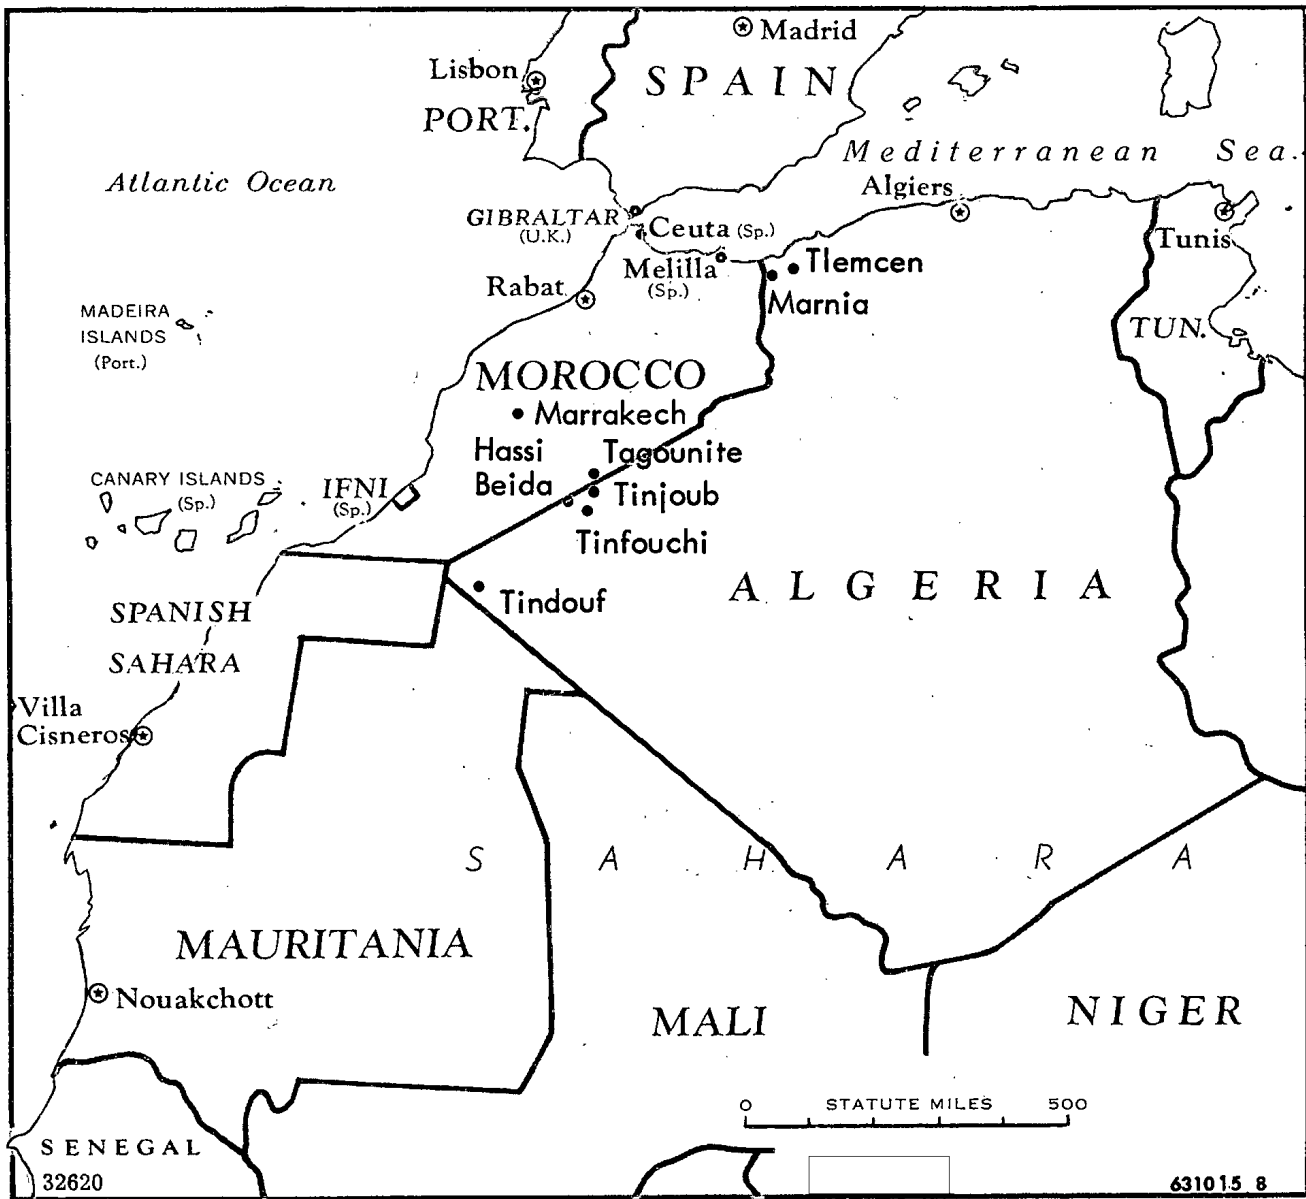 Madrid
Lisbon
SPAIN
PORT.
Mediterranean Sea
Atlantic Ocean
Algiers
GIBRALTAR
(U.K.)
Ceuta (Sp.)
Tunis
Melilla
(Sp.)
Tlemcen
Rabat
Marnia
MADEIRA
ISLANDS
(Port.)
TUN.
MOROCCO
Marrakech
Hassi
Beida
Tagounite
CANARY ISLANDS
(Sp.)
IFNI
(Sp.)
Tinjoub
Tinfouchi
ALGERIA
Tindouf
SPANISH
SAHARA
Villa
Cisneros
SAHARA
MAURITANIA
Nouakchott
MALI
NIGER
0 STATUTE MILES 500
SENEGAL
32620
631015 8